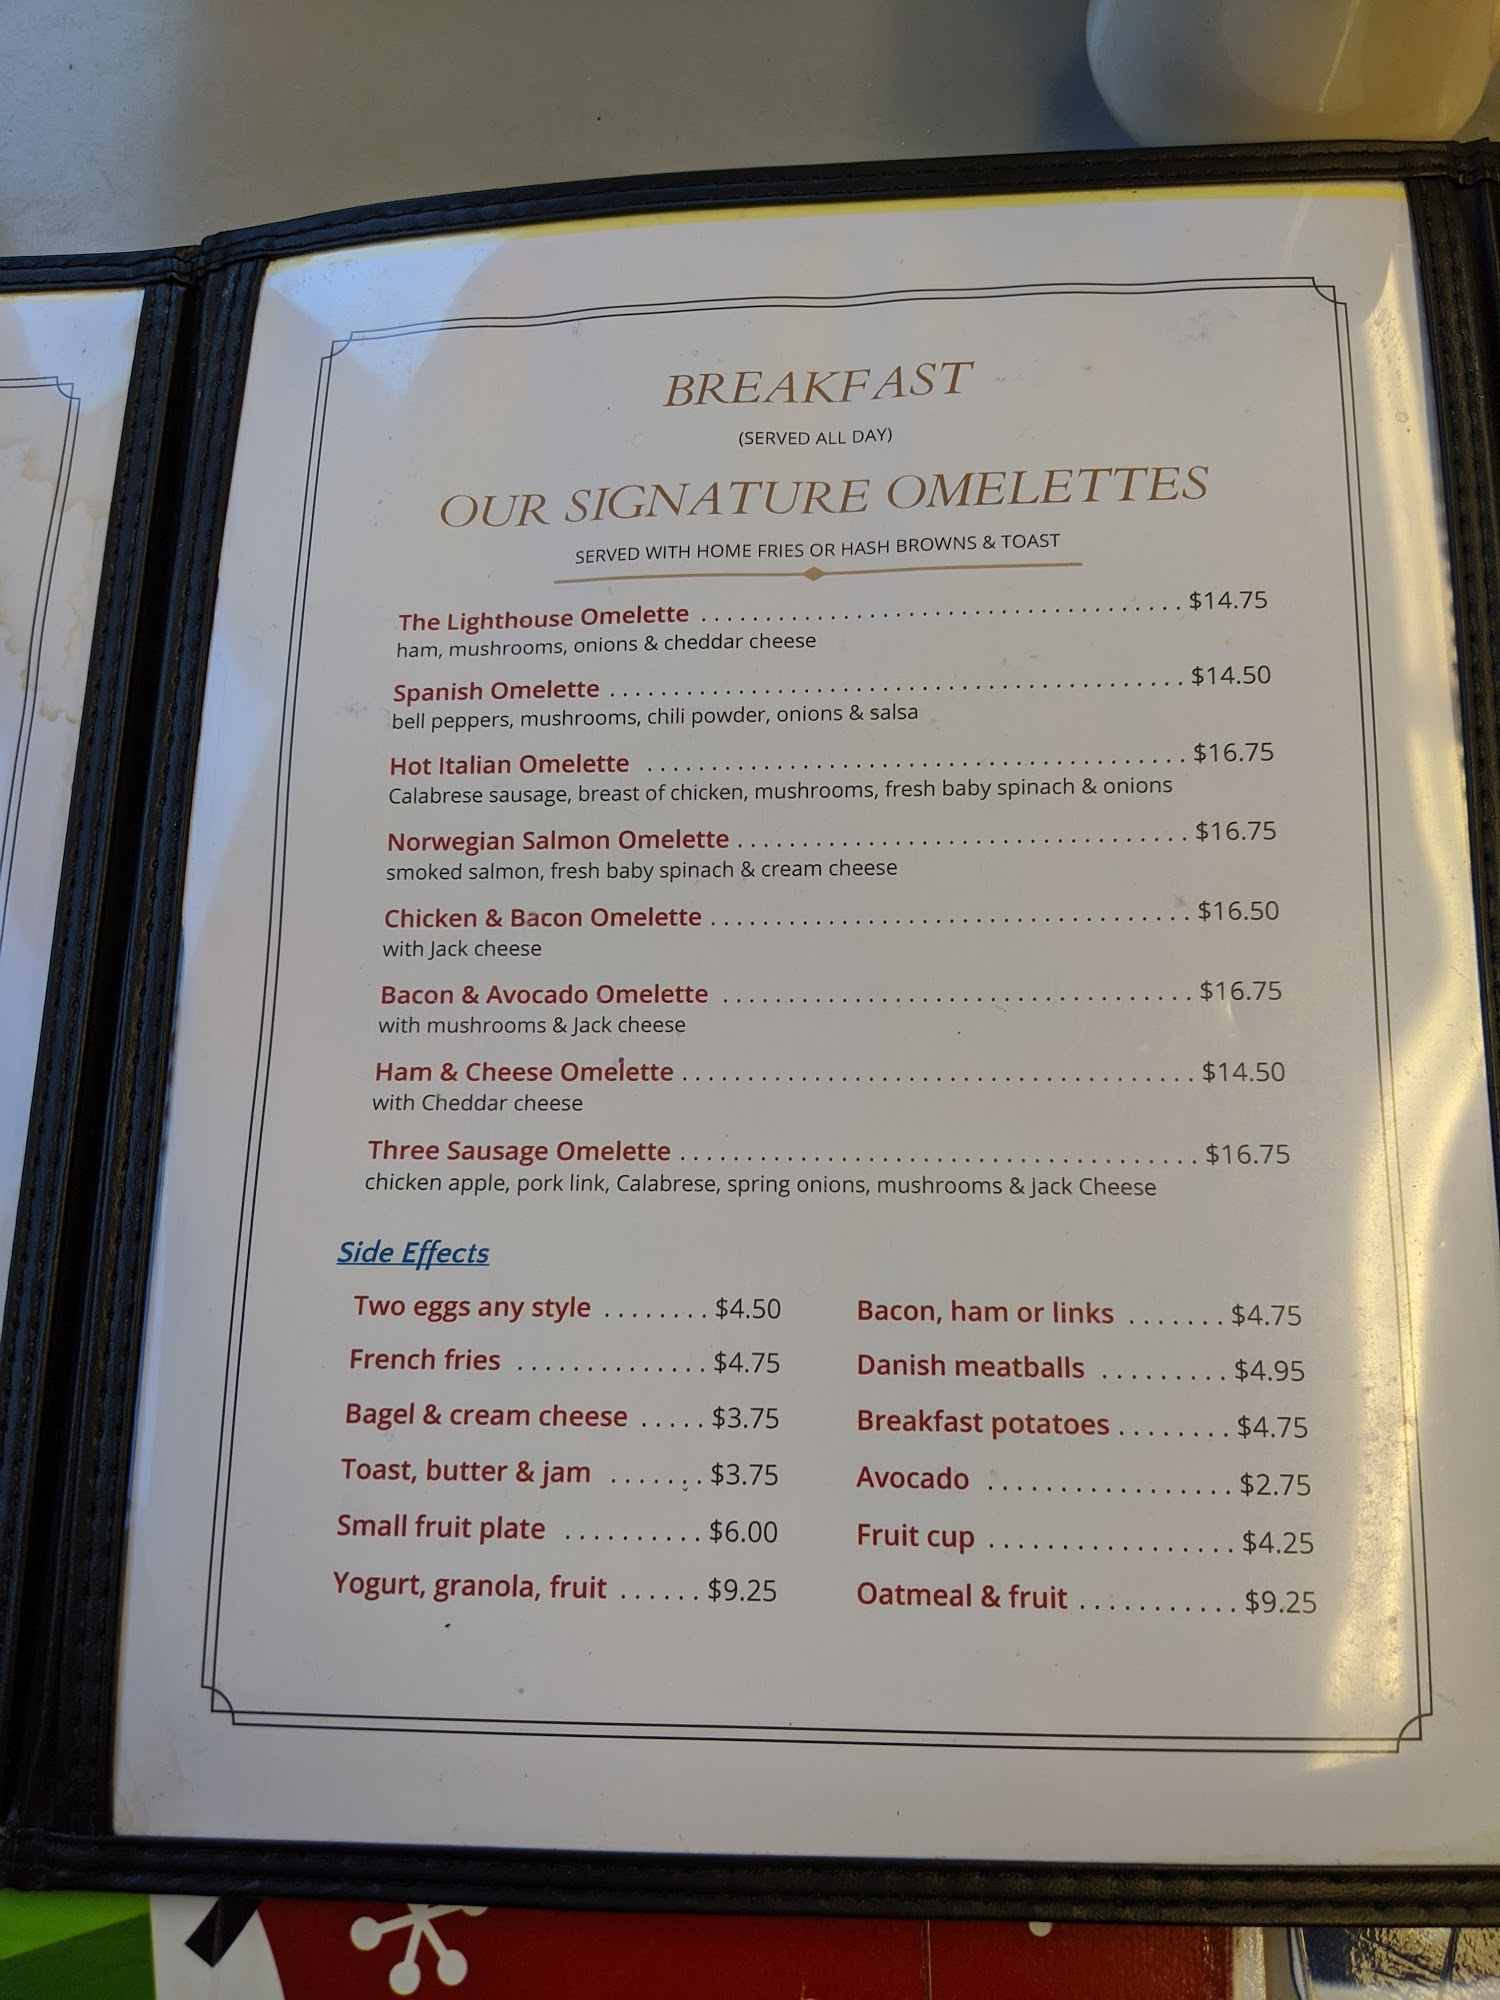 BREAKFAST
(SERVED ALL DAY)
OUR SIGNATURE OMELETTES
SERVED WITH HOME FRIES OR HASH BROWNS & TOAST
The Lighthouse Omelette ........................................ $14.75
ham, mushrooms, onions & cheddar cheese
Spanish Omelette ............................................... $14.50
bell peppers, mushrooms, chili powder, onions & salsa
Hot Italian Omelette ........................................... $16.75
Calabrese sausage, breast of chicken, mushrooms, fresh baby spinach & onions
Norwegian Salmon Omelette ................................... $16.75
smoked salmon, fresh baby spinach & cream cheese
Chicken & Bacon Omelette ..................................... $16.50
with Jack cheese
Bacon & Avocado Omelette .................................... $16.75
with mushrooms & Jack cheese
Ham & Cheese Omelette ........................................ $14.50
with Cheddar cheese
Three Sausage Omelette ........................................ $16.75
chicken apple, pork link, Calabrese, spring onions, mushrooms & jack Cheese
Side Effects
Two eggs any style ........ $4.50
French fries .............. $4.75
Bagel & cream cheese ..... $3.75
Toast, butter & jam ....... $3.75
Small fruit plate .......... $6.00
Yogurt, granola, fruit ...... $9.25
Bacon, ham or links ....... $4.75
Danish meatballs ......... $4.95
Breakfast potatoes ........ $4.75
Avocado ................. $2.75
Fruit cup ................. $4.25
Oatmeal & fruit ........... $9.25